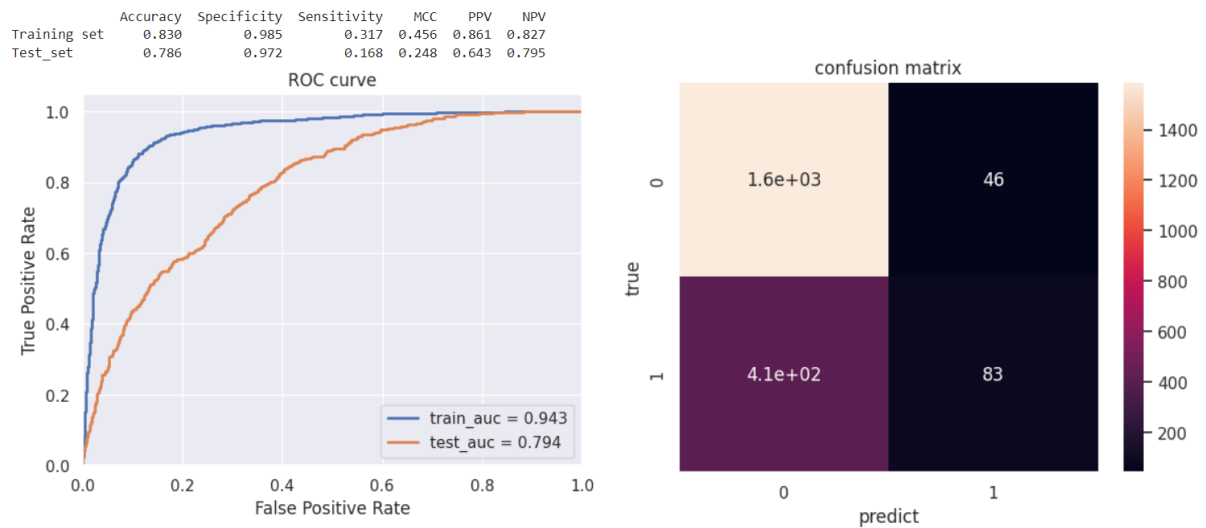 Accuracy Specificity Sensitivity MCC PPV NPV
Training set 0.830 0.985 0.317 0.456 0.861 0.827
Test_set 0.786 0.972 0.168 0.248 0.643 0.795
ROC curve
1.0
0.8
0.6
0.4
0.2
0.0
True Positive Rate
train_auc = 0.943
test_auc = 0.794
0.0 0.2 0.4 0.6 0.8 1.0
False Positive Rate
confusion matrix
0
1
true
1.6e+03 46
4.1e+02 83
0 1
predict
1400
1200
1000
800
600
400
200